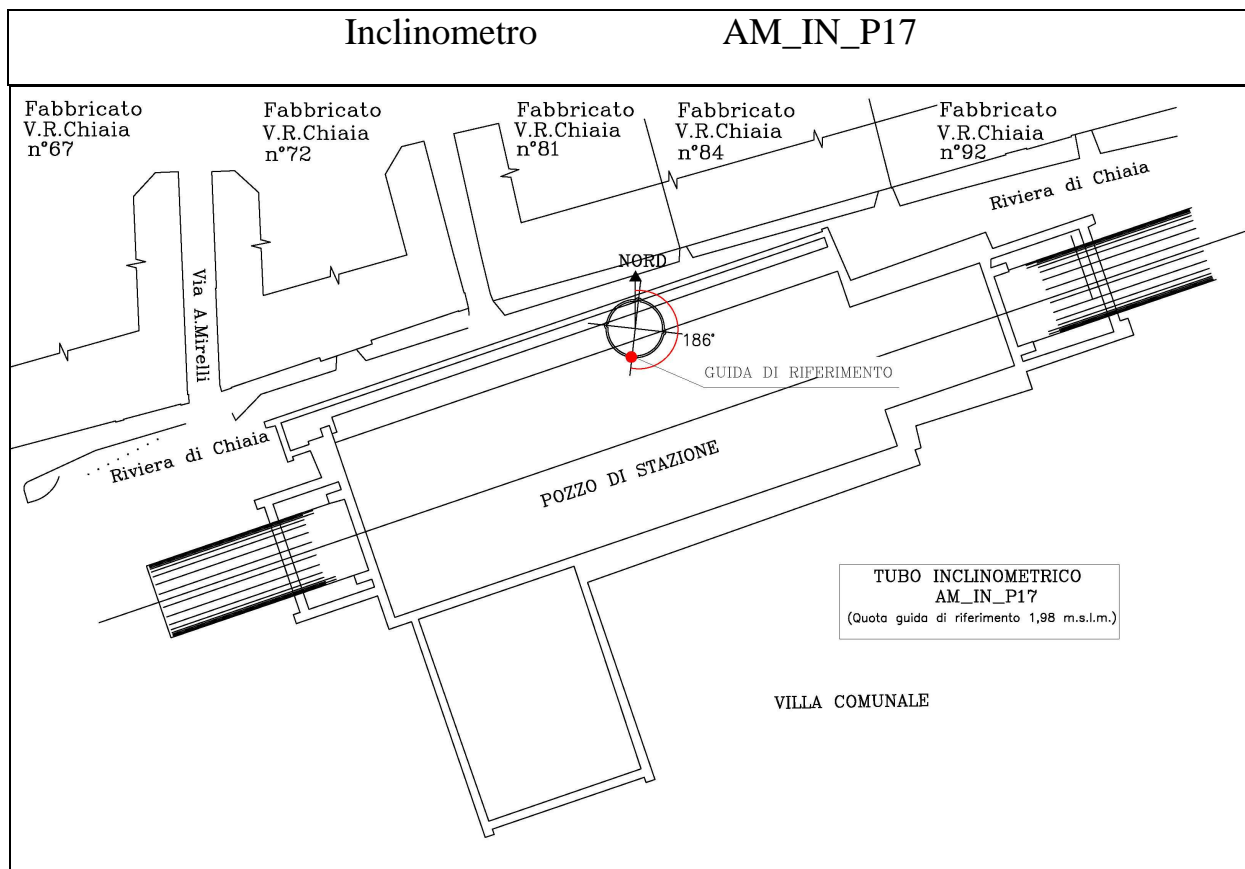 Inclinometro AM_IN_P17
Fabbricato
V.R.Chiaia
n°67
Fabbricato
V.R.Chiaia
n°72
Fabbricato
V.R.Chiaia
n°81
Fabbricato
V.R.Chiaia
n°84
Fabbricato
V.R.Chiaia
n°92
Riviera di Chiaia
NORD
Via A.Mirelli
186°
GUIDA DI RIFERIMENTO
Riviera di Chiaia
POZZO DI STAZIONE
TUBO INCLINOMETRICO
AM_IN_P17
(Quota guida di riferimento 1,98 m.s.l.m.)
VILLA COMUNALE